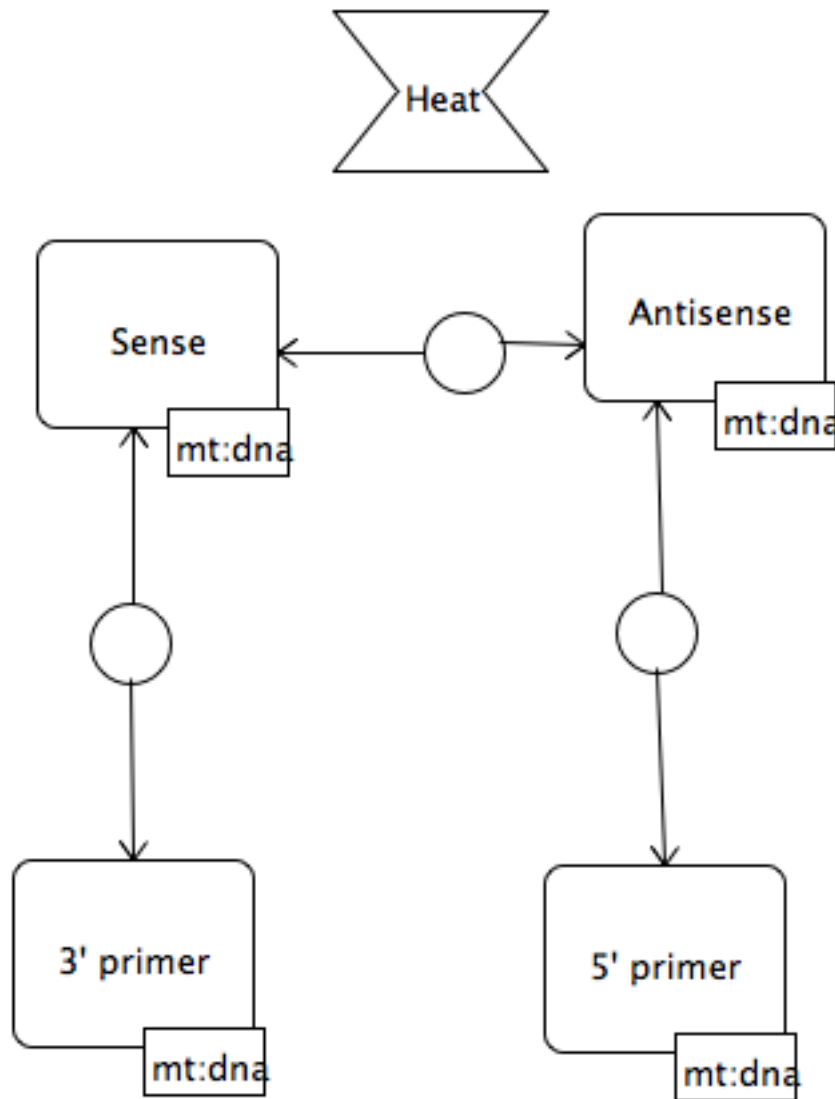 Heat
Sense
mt:dna
Antisense
mt:dna
3' primer
mt:dna
5' primer
mt:dna